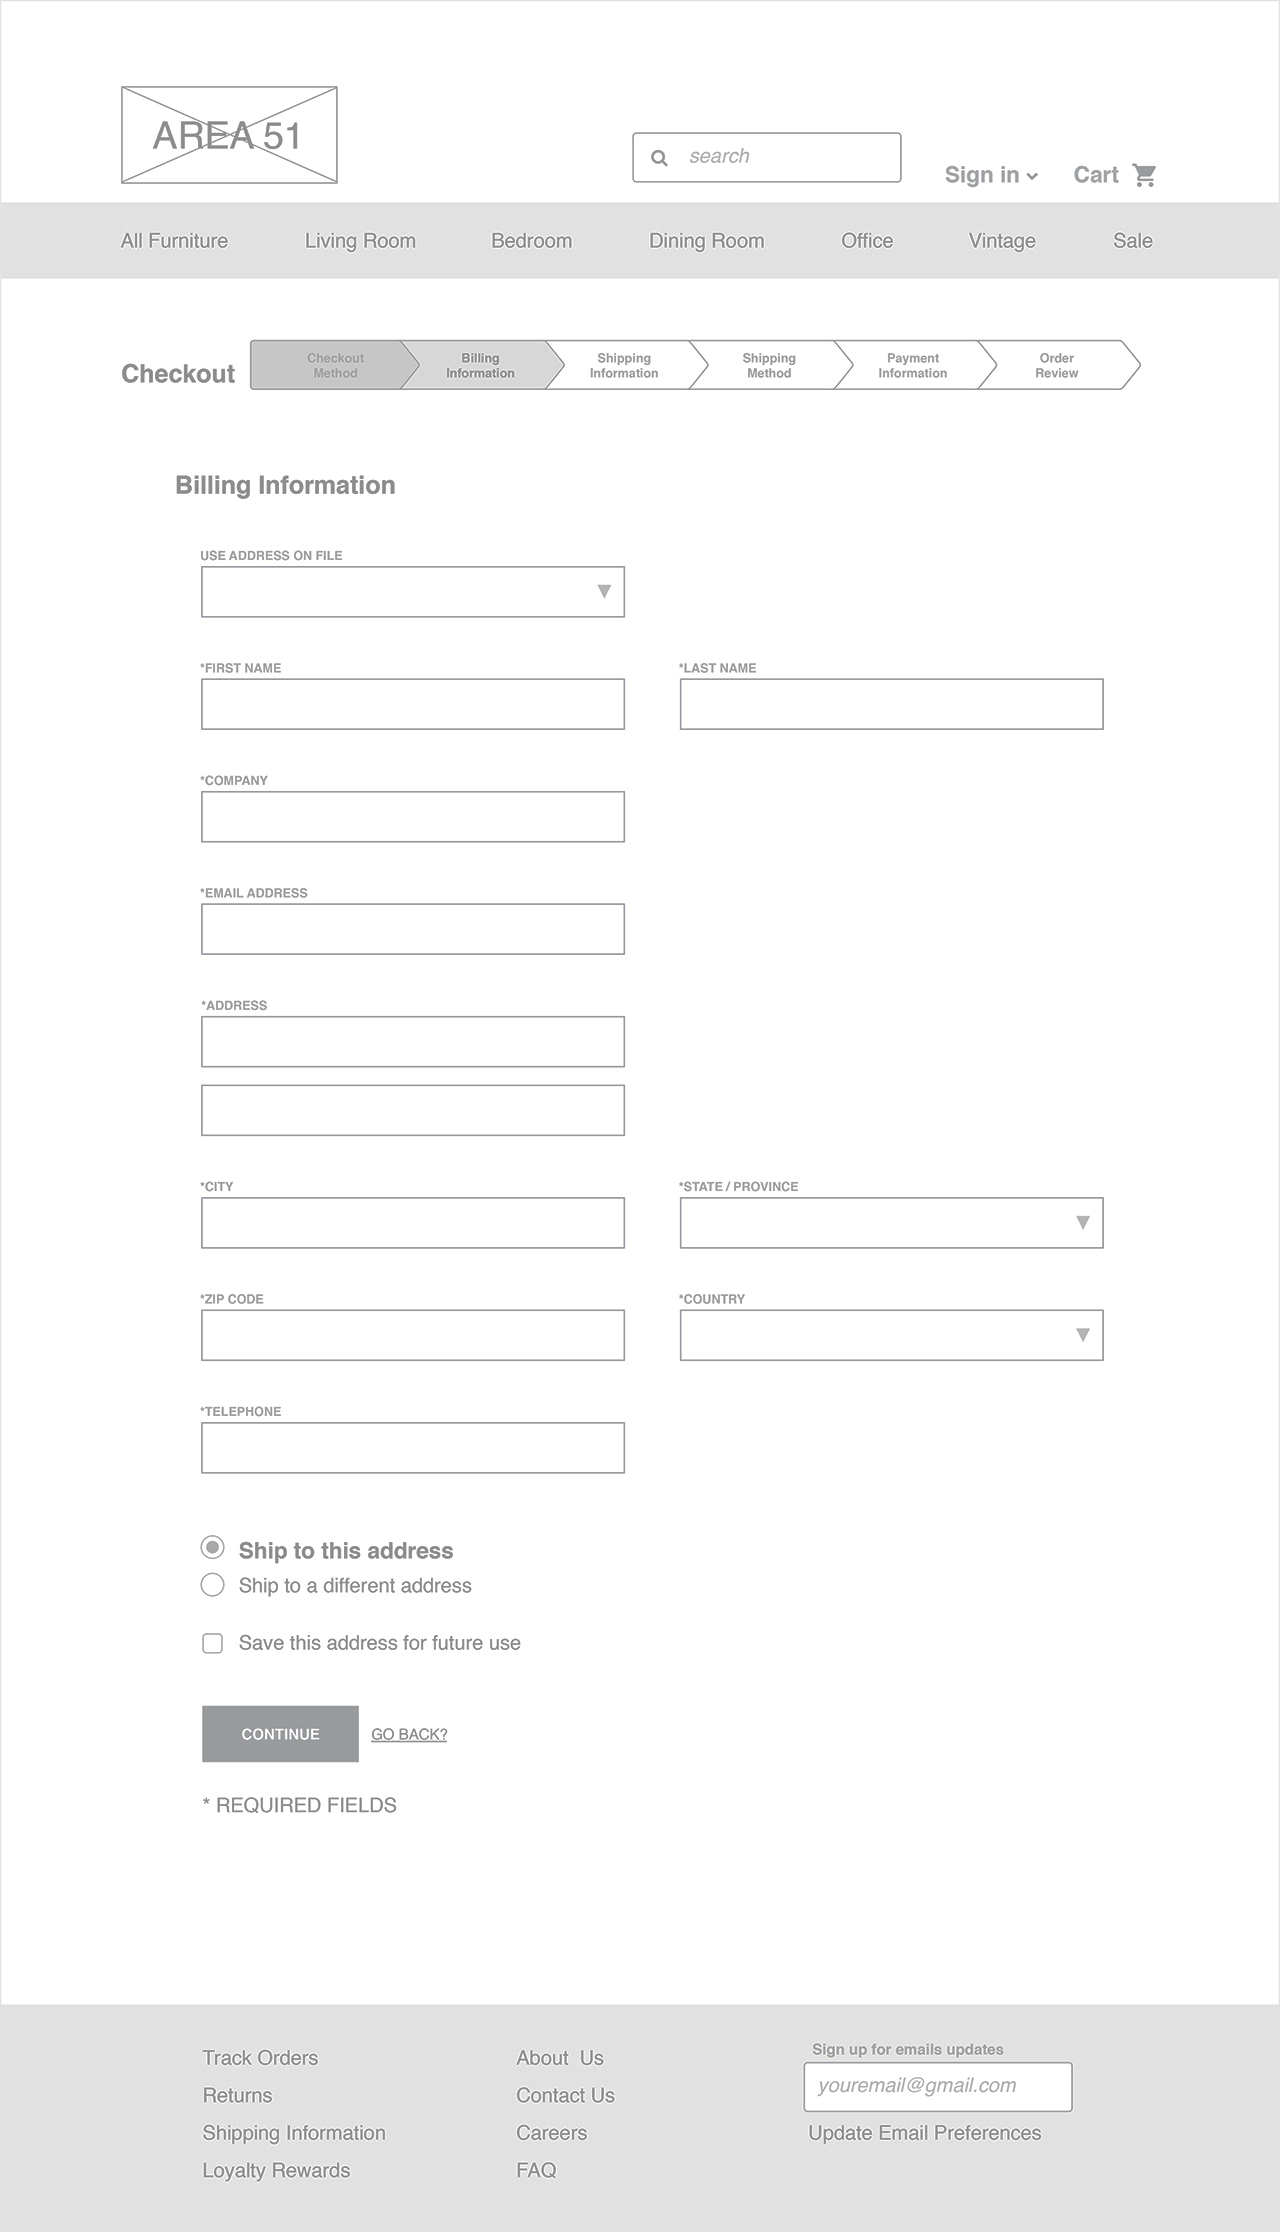 AREA 51
search
Sign in
Cart
All Furniture
Living Room
Bedroom
Dining Room
Office
Vintage
Sale
Checkout
Checkout
Method
Billing
Information
Shipping
Information
Shipping
Method
Payment
Information
Order
Review
Billing Information
USE ADDRESS ON FILE
*FIRST NAME
*LAST NAME
*COMPANY
*EMAIL ADDRESS
*ADDRESS
*CITY
*STATE / PROVINCE
*ZIP CODE
*COUNTRY
*TELEPHONE
Ship to this address
Ship to a different address
Save this address for future use
CONTINUE
GO BACK?
* REQUIRED FIELDS
Track Orders
Returns
Shipping Information
Loyalty Rewards
About  Us
Contact Us
Careers
FAQ
Sign up for emails updates
youremail@gmail.com
Update Email Preferences